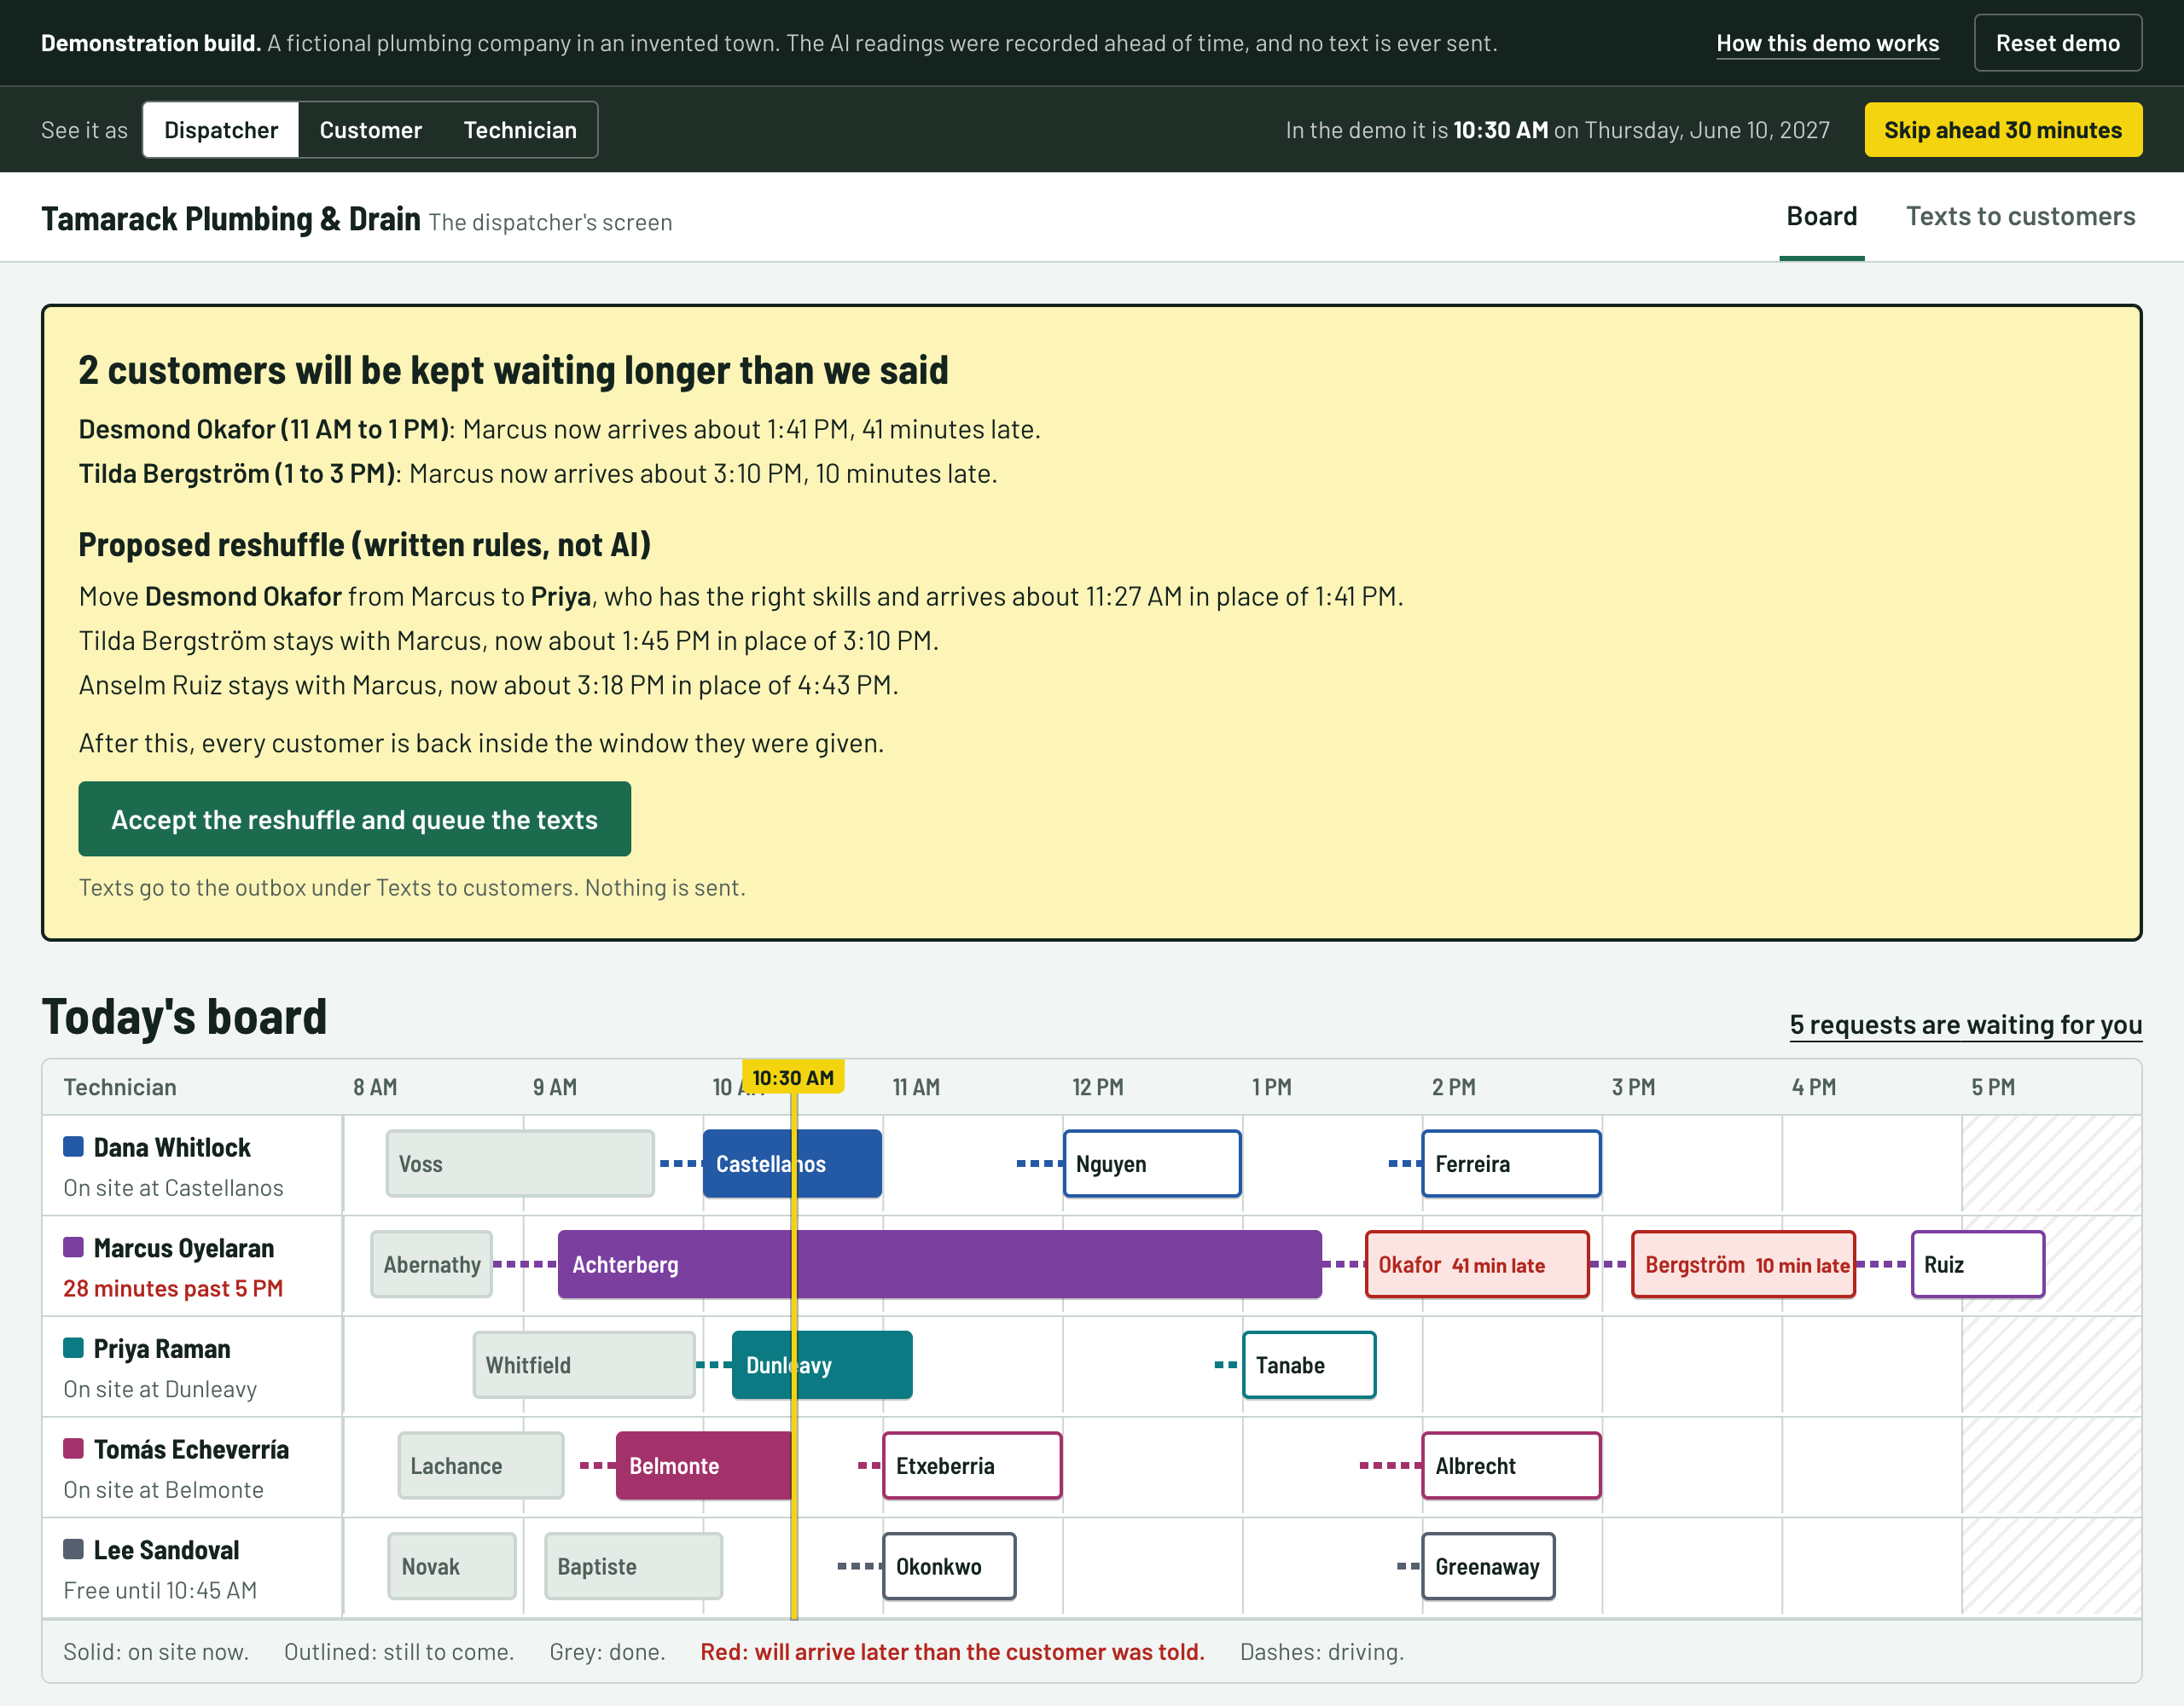 Demonstration build. A fictional plumbing company in an invented town. The AI readings were recorded ahead of time, and no text is ever sent.
How this demo works
Reset demo
See it as
Dispatcher
Customer
Technician
In the demo it is 10:30 AM on Thursday, June 10, 2027
Skip ahead 30 minutes
Tamarack Plumbing & Drain The dispatcher's screen
Board
Texts to customers
2 customers will be kept waiting longer than we said
Desmond Okafor (11 AM to 1 PM): Marcus now arrives about 1:41 PM, 41 minutes late.
Tilda Bergström (1 to 3 PM): Marcus now arrives about 3:10 PM, 10 minutes late.
Proposed reshuffle (written rules, not AI)
Move Desmond Okafor from Marcus to Priya, who has the right skills and arrives about 11:27 AM in place of 1:41 PM.
Tilda Bergström stays with Marcus, now about 1:45 PM in place of 3:10 PM.
Anselm Ruiz stays with Marcus, now about 3:18 PM in place of 4:43 PM.
After this, every customer is back inside the window they were given.
Accept the reshuffle and queue the texts
Texts go to the outbox under Texts to customers. Nothing is sent.
Today's board
5 requests are waiting for you
Technician
8 AM
9 AM
10 A
10:30 AM
11 AM
12 PM
1 PM
2 PM
3 PM
4 PM
5 PM
Dana Whitlock
On site at Castellanos
Voss
Castellanos
Nguyen
Ferreira
Marcus Oyelaran
28 minutes past 5 PM
Abernathy
Achterberg
Okafor 41 min late
Bergström 10 min late
Ruiz
Priya Raman
On site at Dunleavy
Whitfield
Dunleavy
Tanabe
Tomás Echeverría
On site at Belmonte
Lachance
Belmonte
Etxeberria
Albrecht
Lee Sandoval
Free until 10:45 AM
Novak
Baptiste
Okonkwo
Greenaway
Solid: on site now.
Outlined: still to come.
Grey: done.
Red: will arrive later than the customer was told.
Dashes: driving.